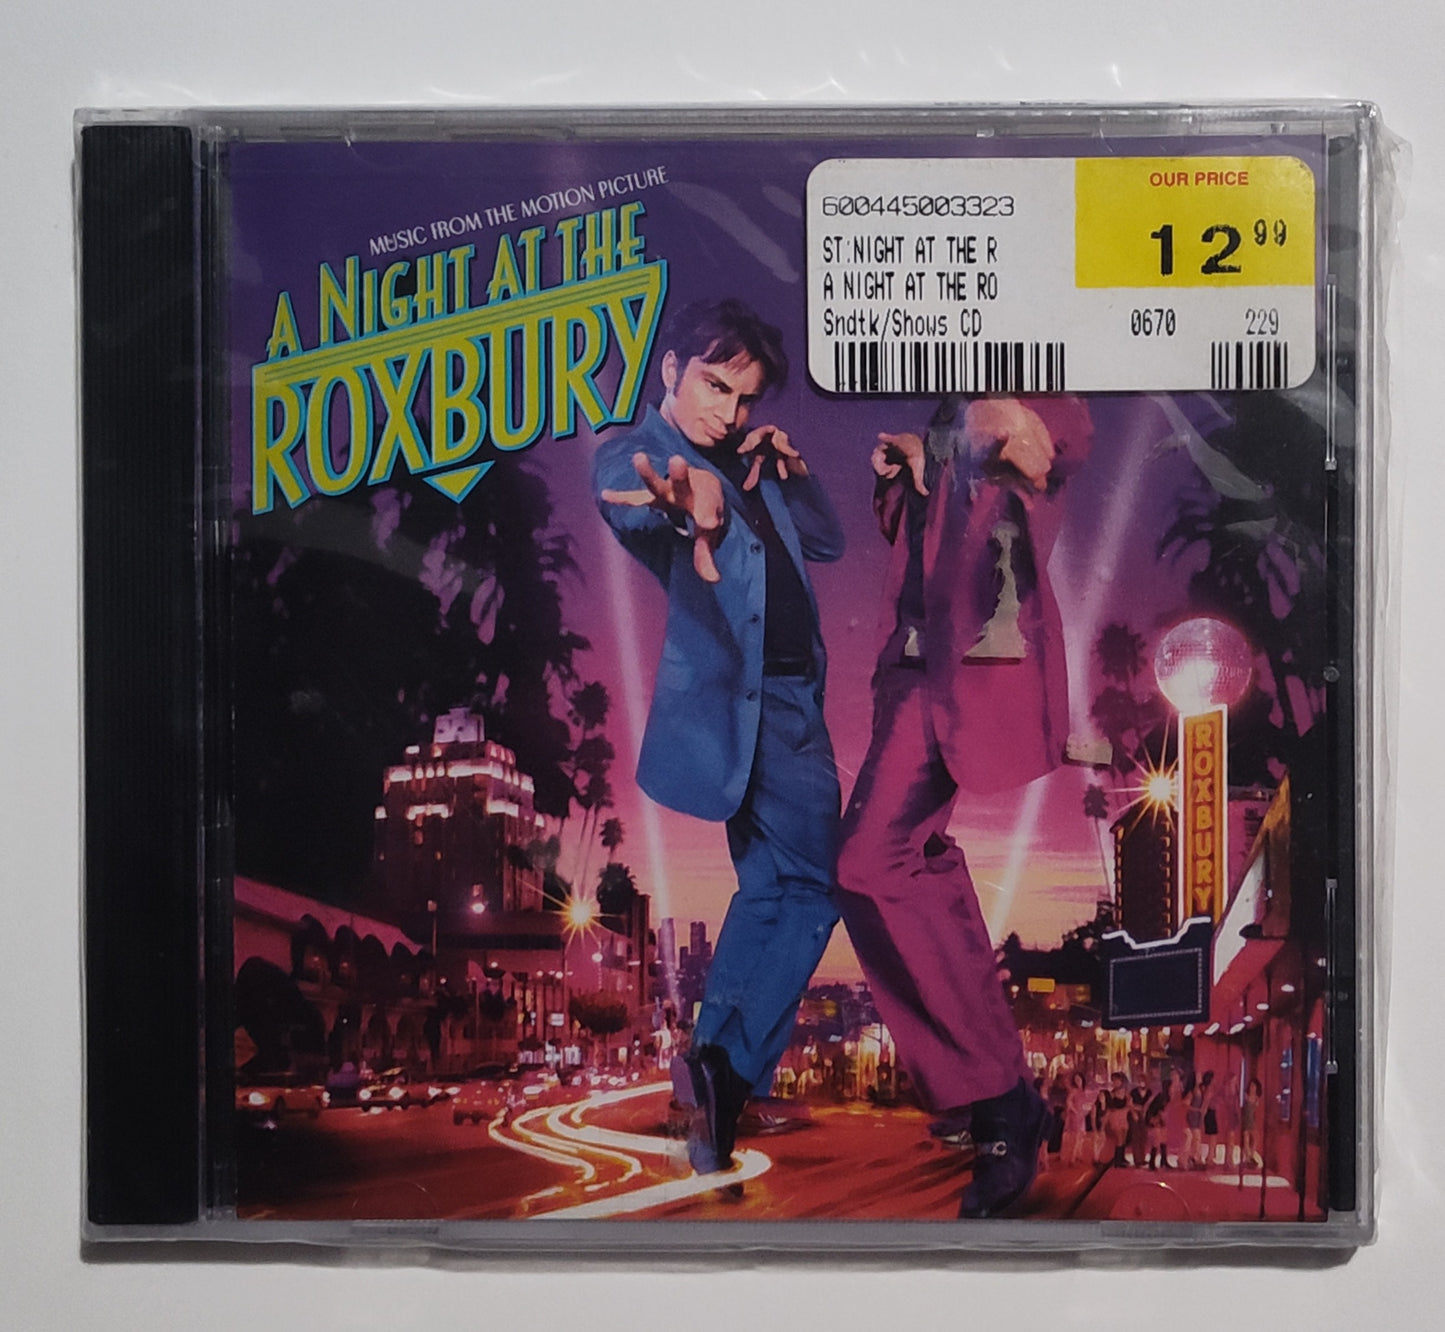 MUSIC FROM THE MOTION PICTURE
A NIGHT AT THE
ROXBURY
600445003323
OUR PRICE
12 99
ST:NIGHT AT THE R
A NIGHT AT THE RO
Sndtk/Shows CD 0670 229
ROXBURY